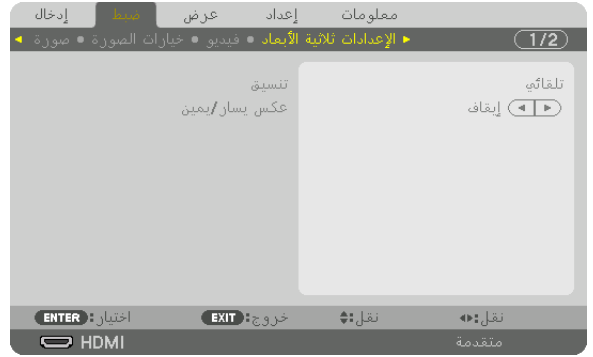 إدخال ضبط عرض إعداد معلومات
◄ صورة ● خيارات الصورة ● فيديو ● الإعدادات ثلاثية الأبعاد ► 1/2
تنسيق تلقائي
عكس يسار/يمين إيقاف
ENTER:اختيار EXIT:خروج نقل: نقل:
HDMI متقدمة